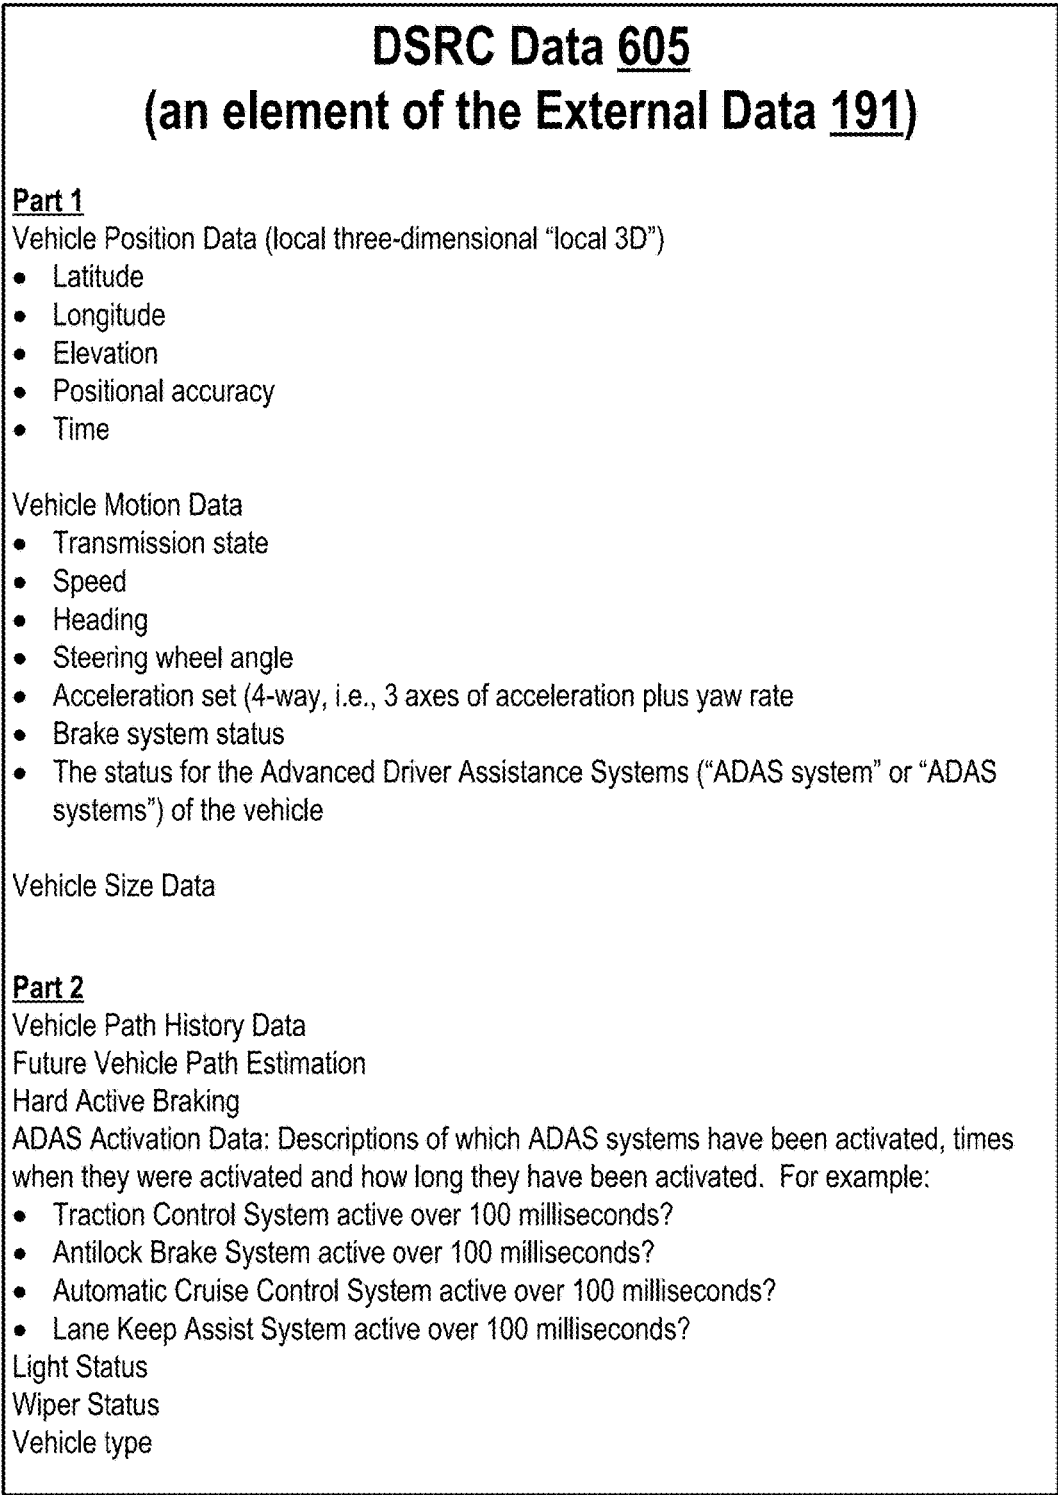 DSRC Data 605
(an element of the External Data 191)
Part 1
Vehicle Position Data (local three-dimensional “local 3D”)
• Latitude
• Longitude
• Elevation
• Positional accuracy
• Time
Vehicle Motion Data
• Transmission state
• Speed
• Heading
• Steering wheel angle
• Acceleration set (4-way, i.e., 3 axes of acceleration plus yaw rate
• Brake system status
• The status for the Advanced Driver Assistance Systems (“ADAS system” or “ADAS
systems”) of the vehicle
Vehicle Size Data
Part 2
Vehicle Path History Data
Future Vehicle Path Estimation
Hard Active Braking
ADAS Activation Data: Descriptions of which ADAS systems have been activated, times
when they were activated and how long they have been activated.  For example:
• Traction Control System active over 100 milliseconds?
• Antilock Brake System active over 100 milliseconds?
• Automatic Cruise Control System active over 100 milliseconds?
• Lane Keep Assist System active over 100 milliseconds?
Light Status
Wiper Status
Vehicle type